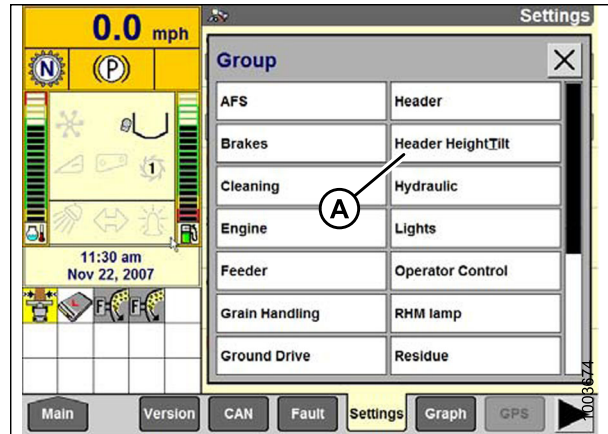 0.0 mph
Settings
N
(P)
Group
AFS
Header
Brakes
Header HeightTilt
1
Cleaning
Hydraulic
A
Engine
Lights
11:30 am
Nov 22, 2007
Feeder
Operator Control
F
F
Grain Handling
RHM lamp
Ground Drive
Residue
1003674
Main
Version
CAN
Fault
Settings
Graph
GPS